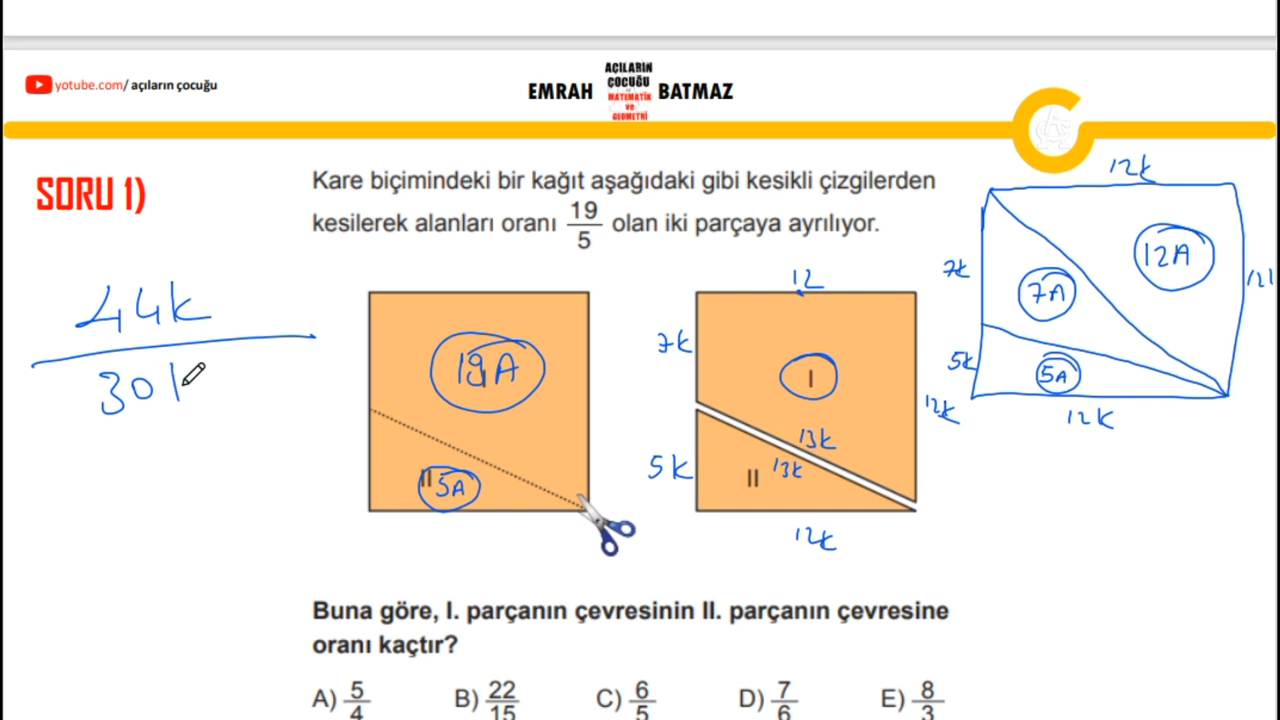 yotube.com/ açıların çocuğu
EMRAH
AÇILARIN
ÇOCUĞU
MATEMATİK
ve
GEOMETRİ
BATMAZ
SORU 1)
Kare biçimindeki bir kağıt aşağıdaki gibi kesikli çizgilerden
kesilerek alanları oranı 19/5 olan iki parçaya ayrılıyor.
12k
7k
7A
12A
12
5k
5A
12k
12k
44k
30k
19A
II
5A
12
7k
I
13k
13k
5k
II
12k
Buna göre, I. parçanın çevresinin II. parçanın çevresine
oranı kaçtır?
A) 5/4 B) 22/15 C) 6/5 D) 7/6 E) 8/3